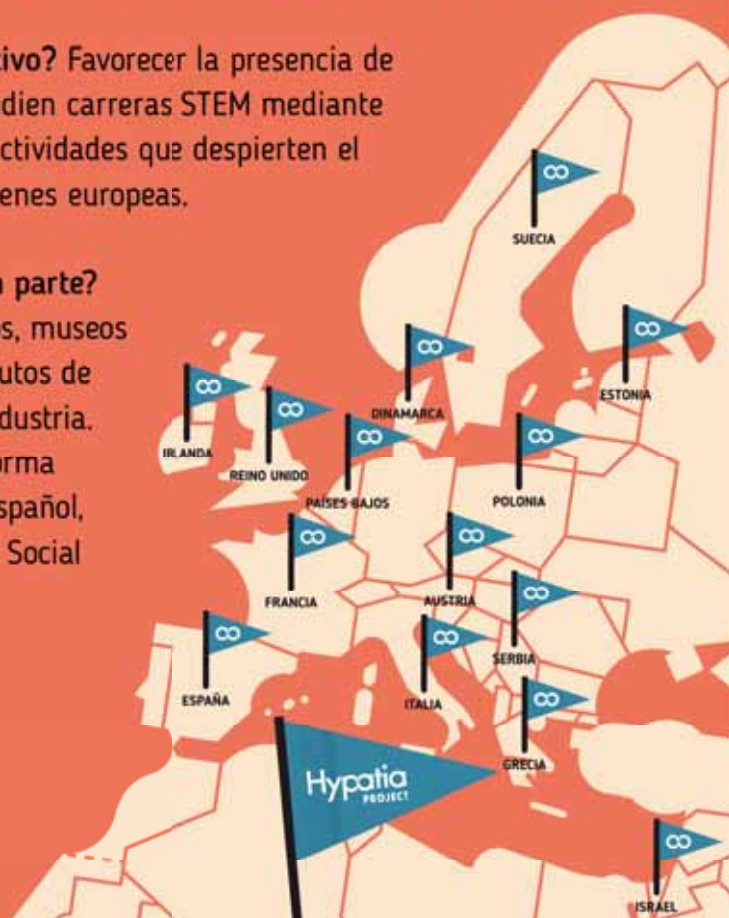 tivo? Favorecer la presencia de
dien carreras STEM mediante
ctividades que despierten el
enes europeas.
parte?
os, museos
utos de
dustria.
orma
spañol,
Social
SUECIA
ESTONIA
DINAMARCA
IRLANDA
REINO UNIDO
PAÍSES BAJOS
POLONIA
FRANCIA
AUSTRIA
SERBIA
ESPAÑA
ITALIA
GRECIA
Hypatia
PROJECT
ISRAEL